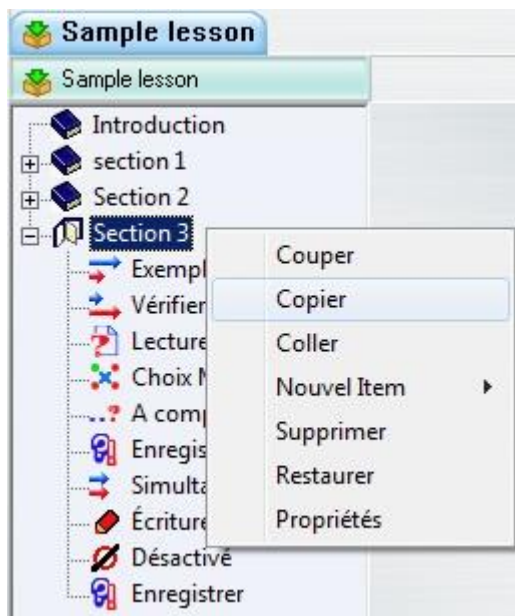 Sample lesson
Sample lesson
Introduction
section 1
Section 2
Section 3
Couper
Copier
Coller
Nouvel Item
Supprimer
Restaurer
Propriétés
Exempl
Vérifier
Lecture
Choix
A com
Enregis
Simulta
Écriture
Désactivé
Enregistrer